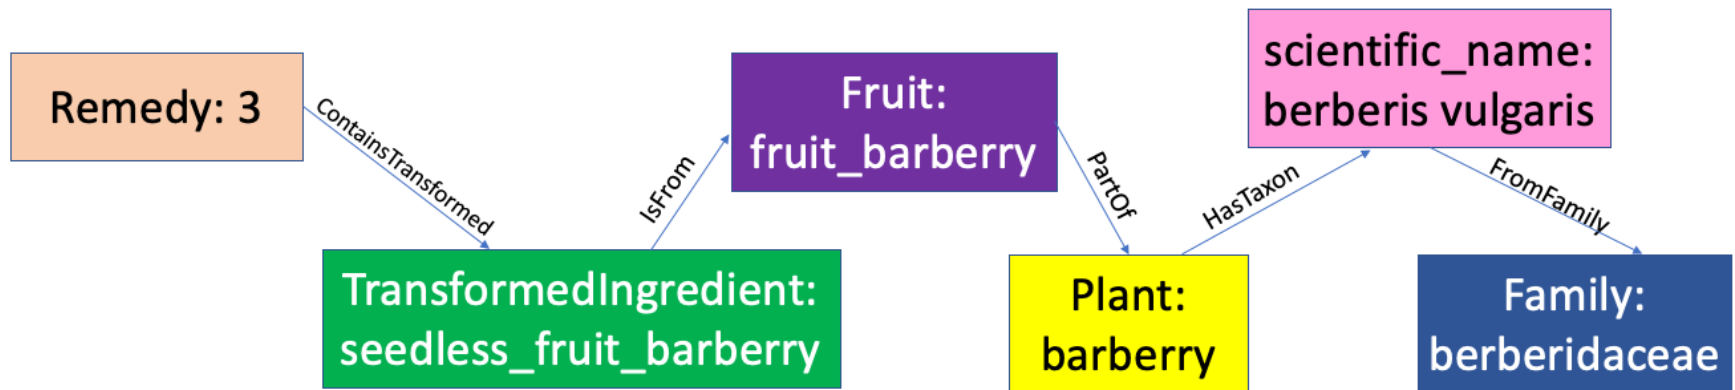 Remedy: 3
ContainsTransformed
TransformedIngredient:
seedless_fruit_barberry
IsFrom
Fruit:
fruit_barberry
PartOf
Plant:
barberry
HasTaxon
scientific_name:
berberis vulgaris
FromFamily
Family:
berberidaceae